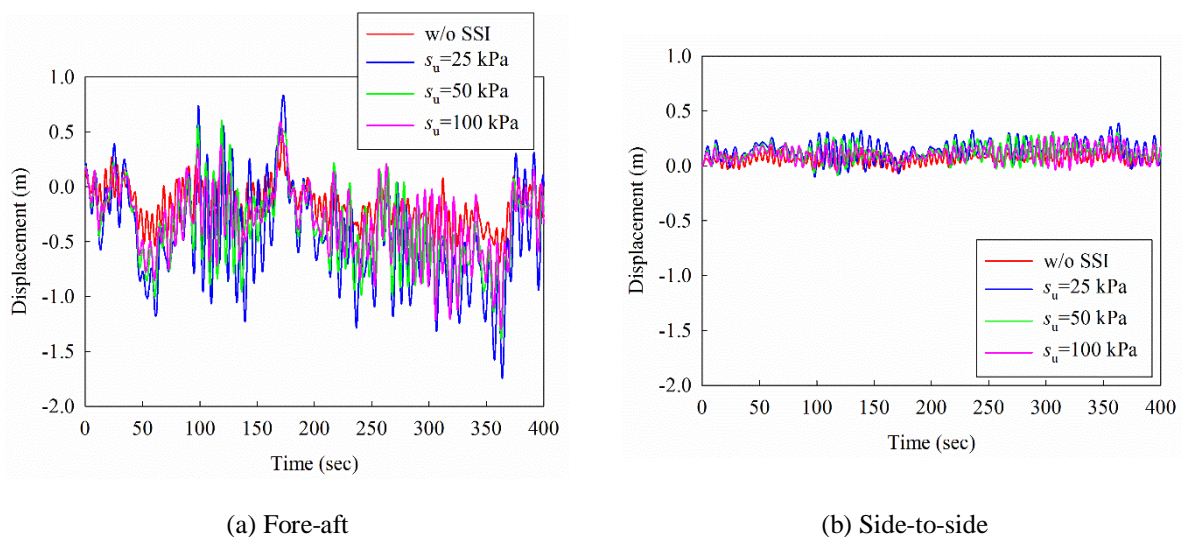 w/o SSI
su=25 kPa
su=50 kPa
su=100 kPa
1.0
0.5
0.0
-0.5
-1.0
-1.5
-2.0
Displacement (m)
0 50 100 150 200 250 300 350 400
Time (sec)
(a) Fore-aft
1.0
0.5
0.0
-0.5
-1.0
-1.5
-2.0
Displacement (m)
w/o SSI
su=25 kPa
su=50 kPa
su=100 kPa
0 50 100 150 200 250 300 350 400
Time (sec)
(b) Side-to-side